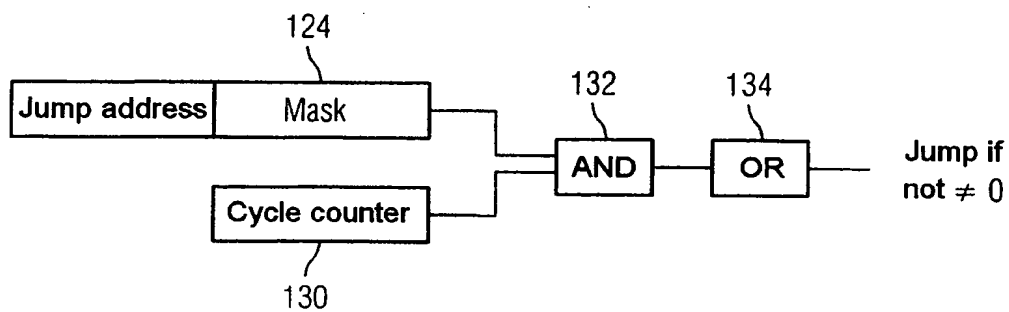 124
Jump address Mask
132
134
AND
OR
Jump if
not ≠ 0
Cycle counter
130